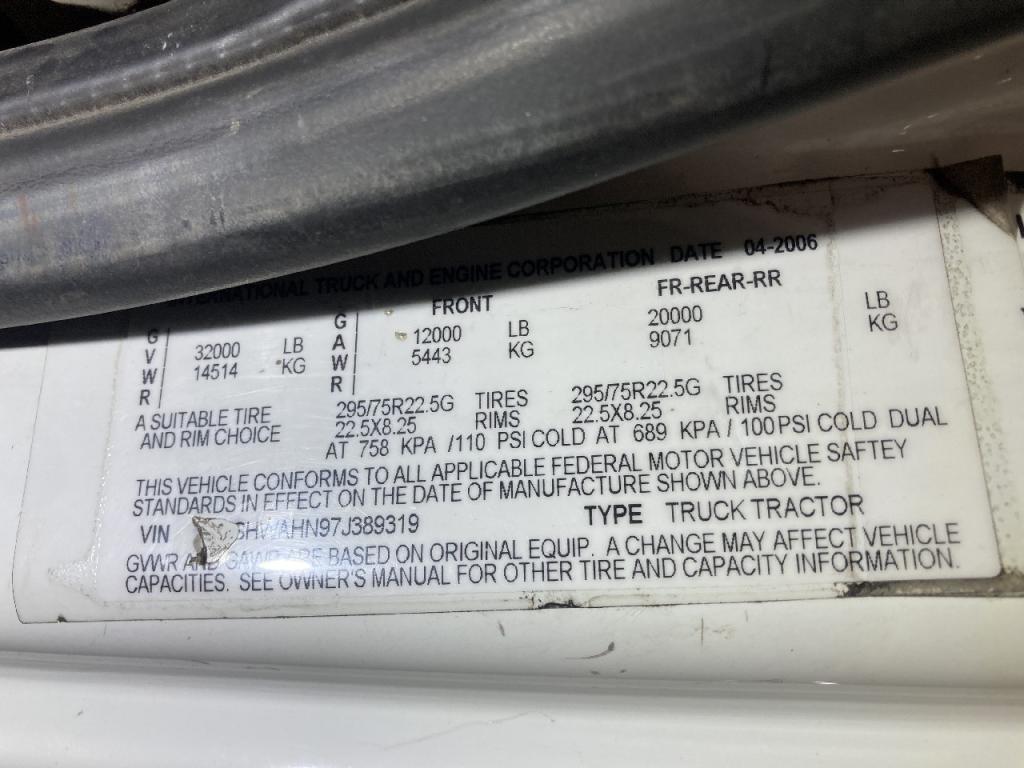 INTERNATIONAL TRUCK AND ENGINE CORPORATION DATE 04-2006
GVWR 32000 LB 14514 KG
GAWR FRONT 12000 LB 5443 KG
FR-REAR-RR 20000 LB 9071 KG
A SUITABLE TIRE 295/75R22.5G TIRES 295/75R22.5G TIRES
AND RIM CHOICE 22.5X8.25 RIMS 22.5X8.25 RIMS
AT 758 KPA /110 PSI COLD AT 689 KPA / 100 PSI COLD DUAL
THIS VEHICLE CONFORMS TO ALL APPLICABLE FEDERAL MOTOR VEHICLE SAFTEY
STANDARDS IN EFFECT ON THE DATE OF MANUFACTURE SHOWN ABOVE.
VIN SHWAHN97J389319 TYPE TRUCK TRACTOR
GVWR AND GAWR ARE BASED ON ORIGINAL EQUIP. A CHANGE MAY AFFECT VEHICLE
CAPACITIES. SEE OWNER'S MANUAL FOR OTHER TIRE AND CAPACITY INFORMATION.